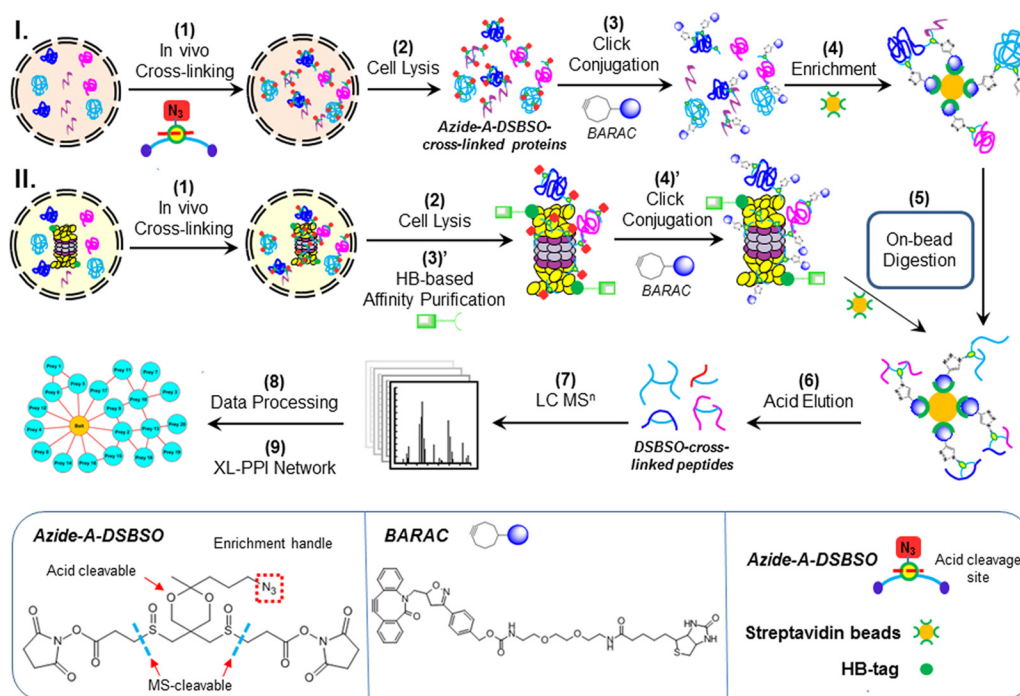 I.
(1)
In vivo
Cross-linking
N3
(2)
Cell Lysis
Azide-A-DSBSO-
cross-linked proteins
(3)
Click
Conjugation
BARAC
(4)
Enrichment
II.
(1)
In vivo
Cross-linking
(2)
Cell Lysis
(3)'
HB-based
Affinity Purification
(4)'
Click
Conjugation
BARAC
(5)
On-bead
Digestion
(6)
Acid Elution
DSBSO-cross-
linked peptides
(7)
LC MSⁿ
(8)
Data Processing
(9)
XL-PPI Network
Bait
Azide-A-DSBSO
Enrichment handle
Acid cleavable
N3
MS-cleavable
BARAC
Azide-A-DSBSO
N3
Acid cleavage
site
Streptavidin beads
HB-tag